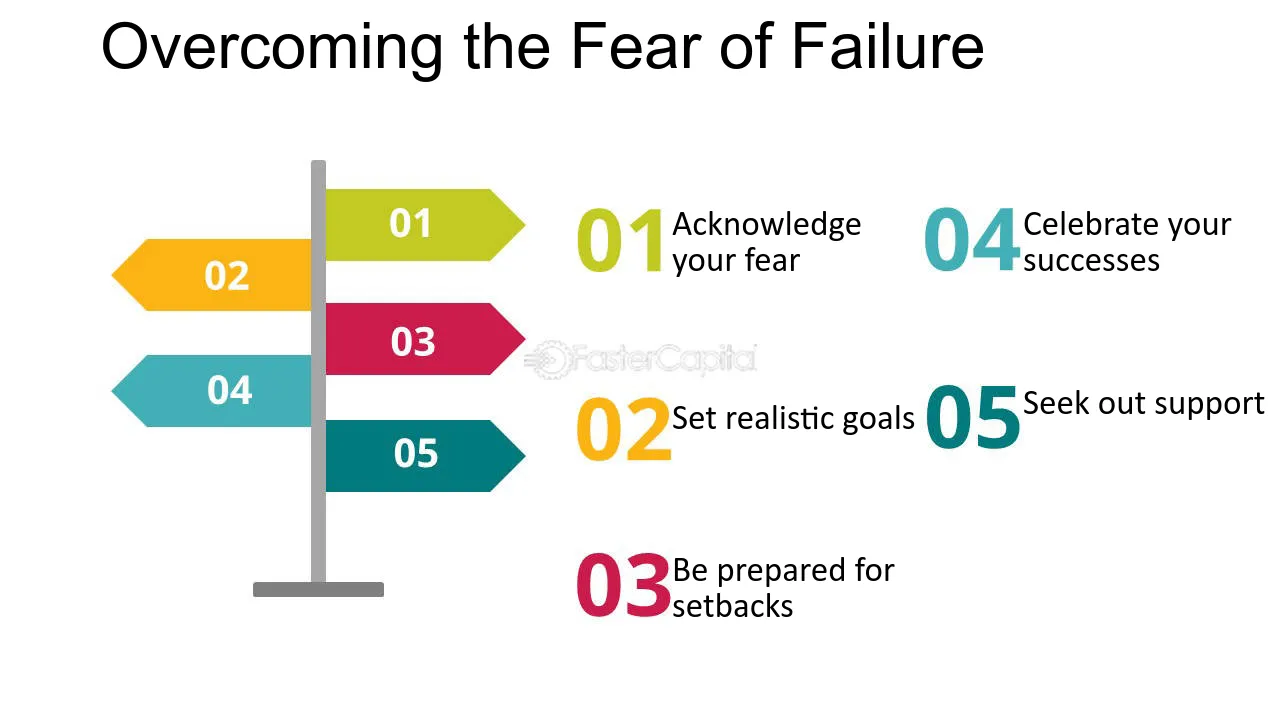 Overcoming the Fear of Failure
01
02
03
04
05
01
Acknowledge
your fear
02
Set realistic goals
03
Be prepared for
setbacks
04
Celebrate your
successes
05
Seek out support
FasterCapital